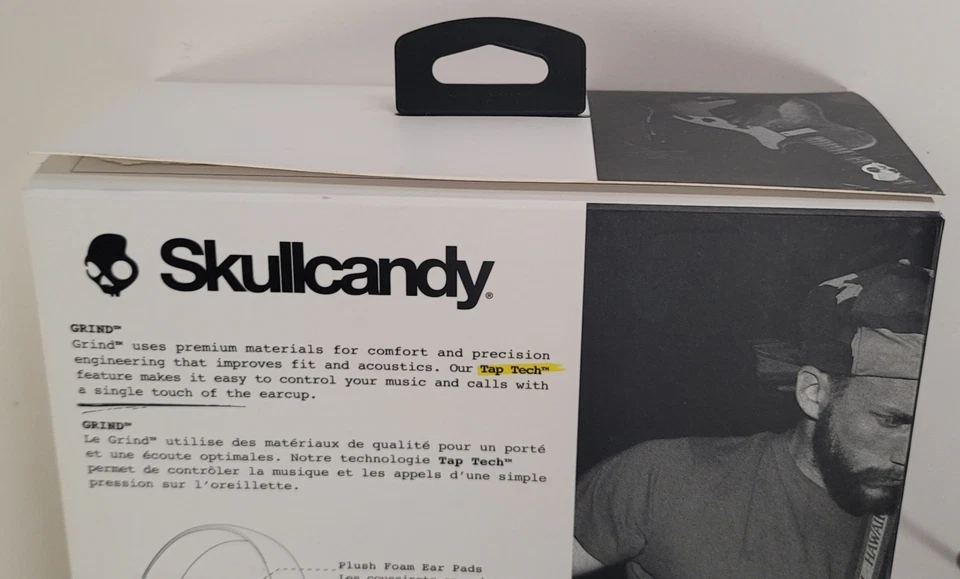 Skullcandy®
GRIND™
Grind™ uses premium materials for comfort and precision
engineering that improves fit and acoustics. Our Tap Tech™
feature makes it easy to control your music and calls with
a single touch of the earcup.
GRIND™
Le Grind™ utilise des matériaux de qualité pour un porté
et une écoute optimales. Notre technologie Tap Tech™
permet de contrôler la musique et les appels d'une simple
pression sur l'oreillette.
Plush Foam Ear Pads
Les coussinets
HAWAII